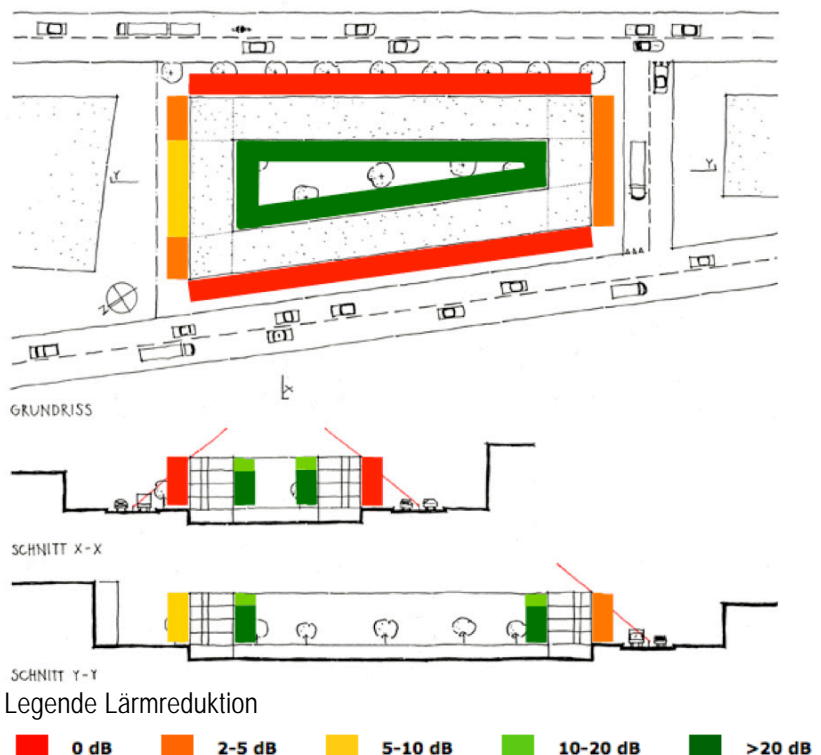 Y
Y
N
X
GRUNDRISS
SCHNITT X-X
SCHNITT Y-Y
Legende Lärmreduktion
0 dB 2-5 dB 5-10 dB 10-20 dB >20 dB